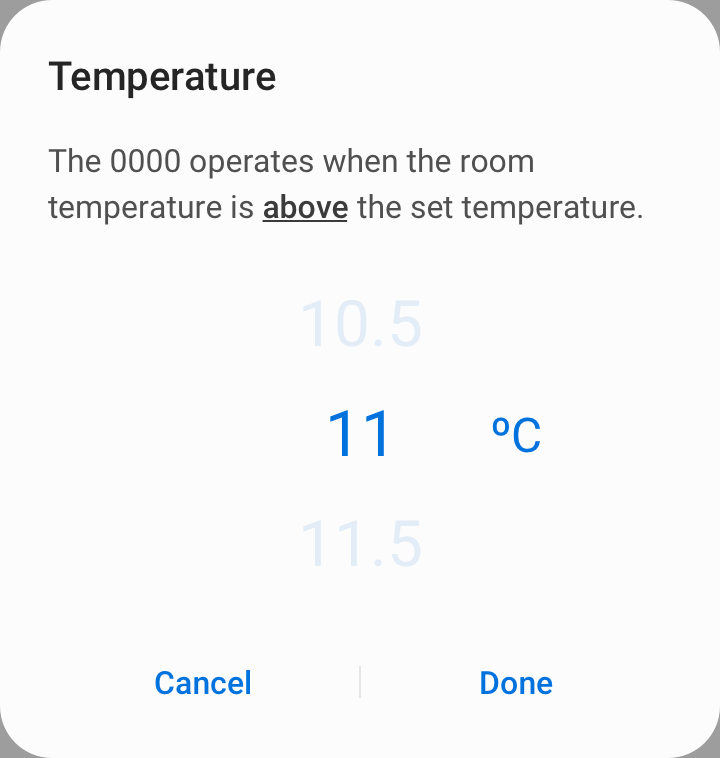 Temperature
The 0000 operates when the room
temperature is above the set temperature.
10.5
11 ºC
11.5
Cancel Done